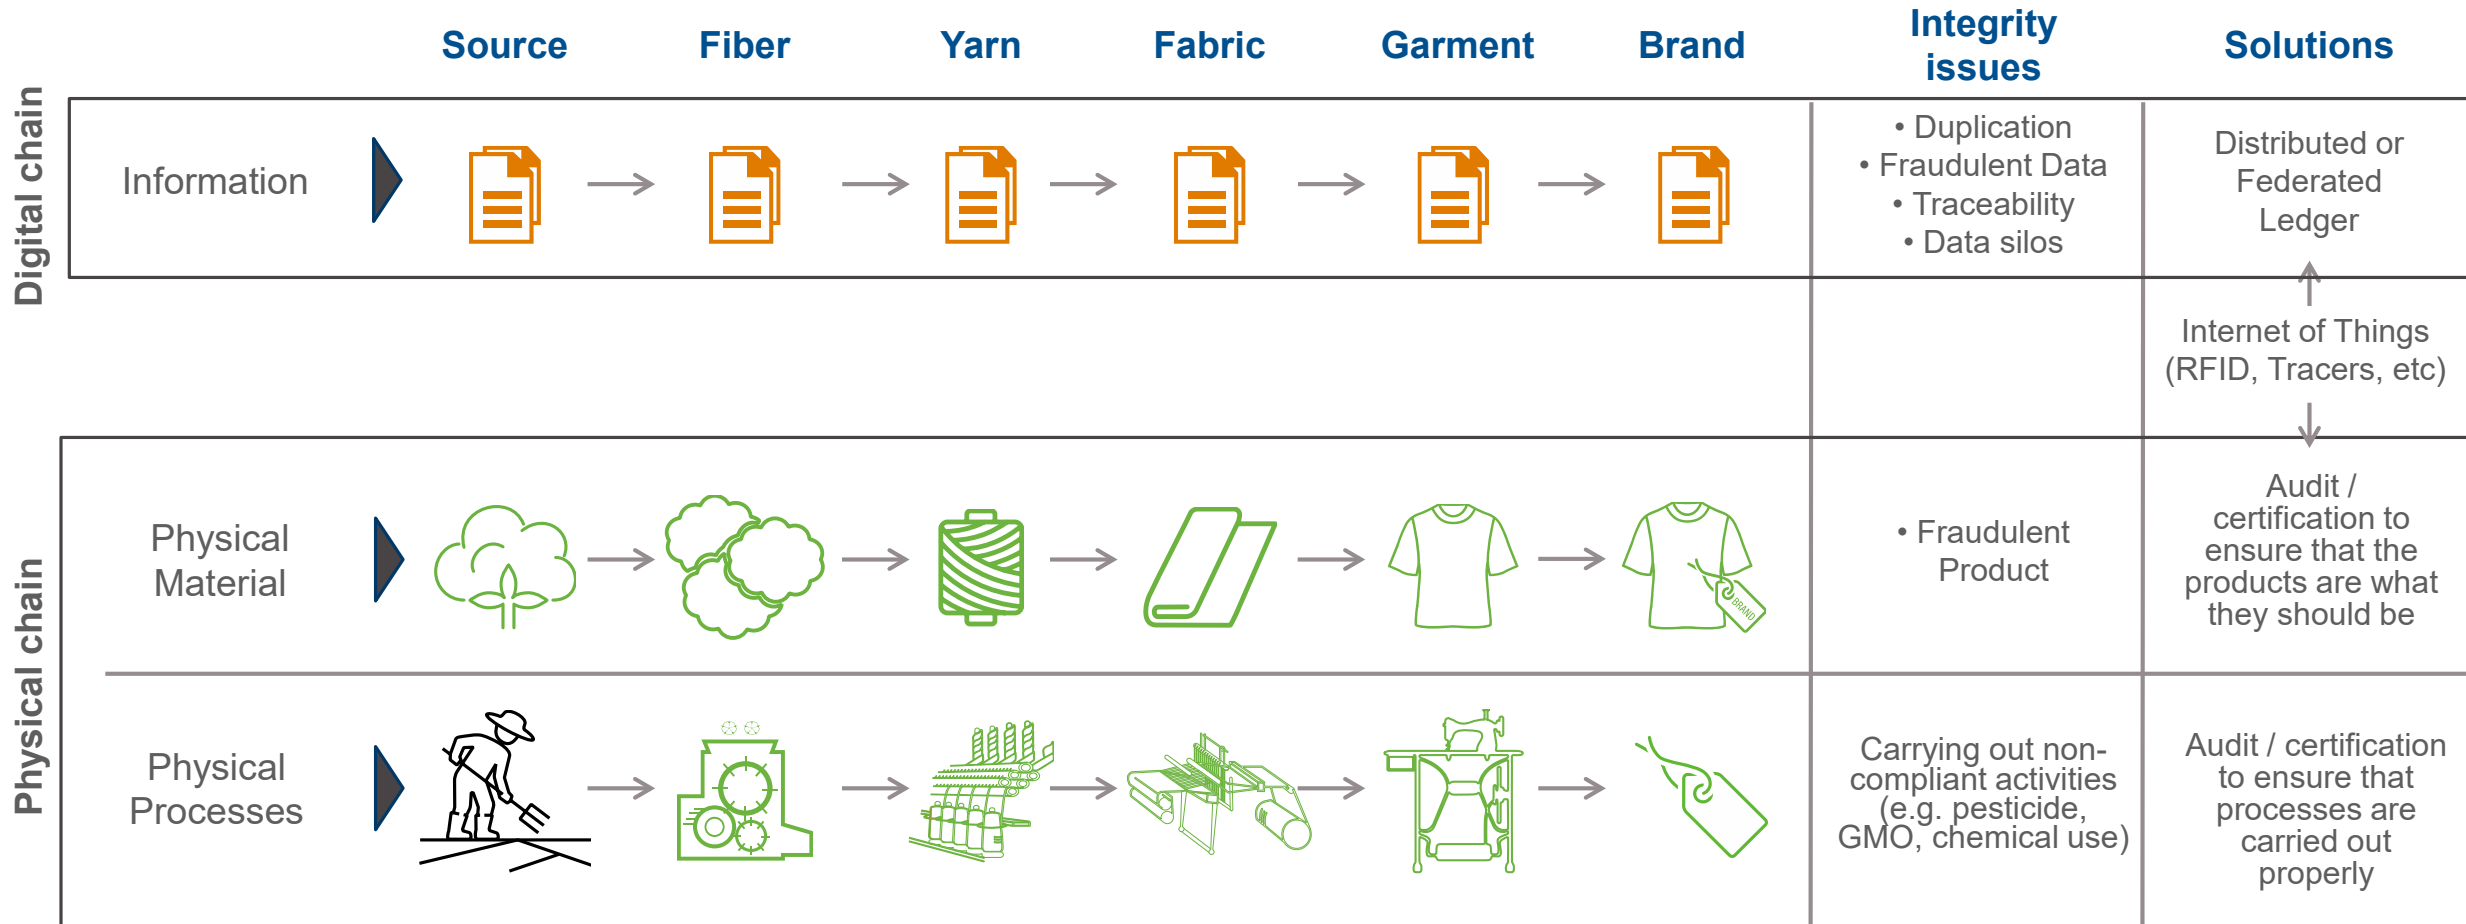 Source
Fiber
Yarn
Fabric
Garment
Brand
Integrity
issues
Solutions
Digital chain
Information
• Duplication
• Fraudulent Data
• Traceability
• Data silos
Distributed or
Federated
Ledger
Internet of Things
(RFID, Tracers, etc)
Physical chain
Physical
Material
BRAND
• Fraudulent
Product
Audit /
certification to
ensure that the
products are what
they should be
Physical
Processes
Carrying out non-
compliant activities
(e.g. pesticide,
GMO, chemical use)
Audit / certification
to ensure that
processes are
carried out
properly